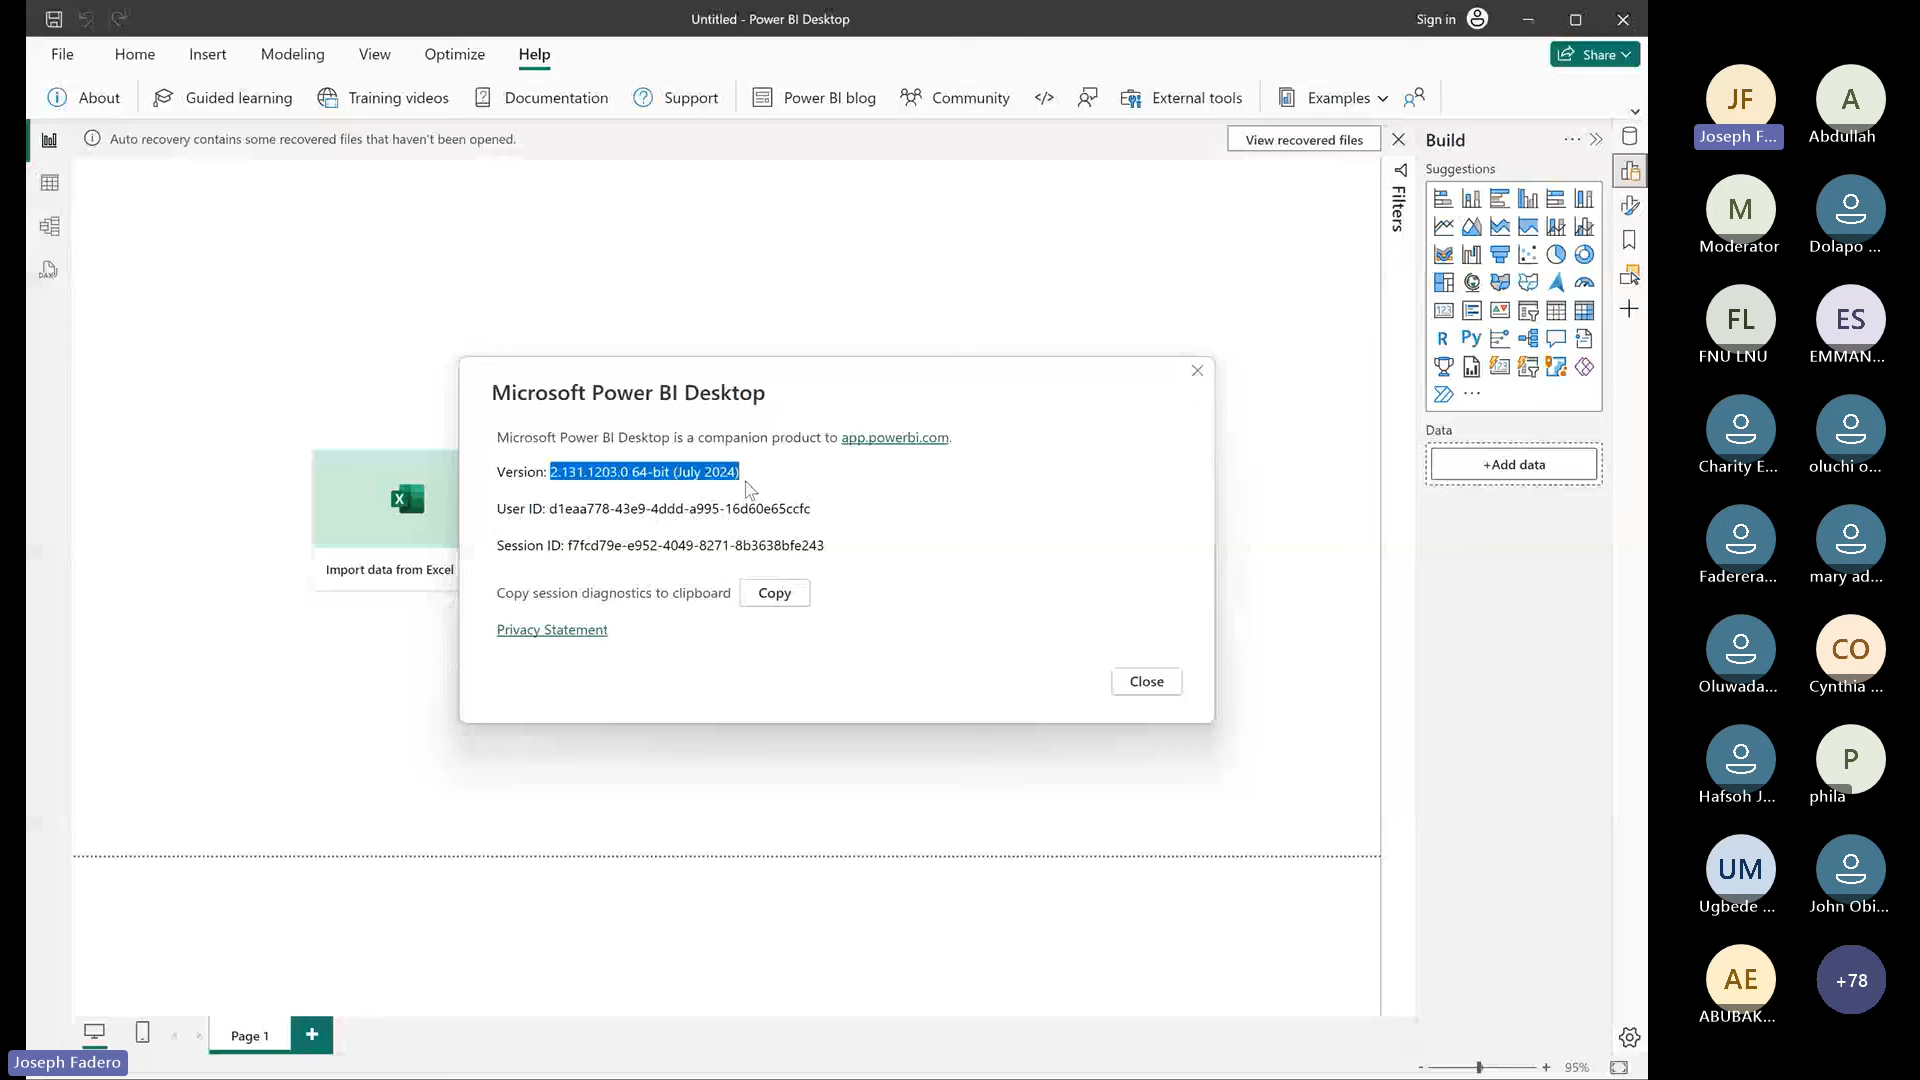 Untitled - Power BI Desktop
Sign in
File Home Insert Modeling View Optimize Help
Share
About Guided learning Training videos Documentation Support Power BI blog Community External tools Examples
Auto recovery contains some recovered files that haven't been opened.
View recovered files
Filters
Build
Suggestions
123
R Py
123
Data
+Add data
DAX
Import data from Excel
Microsoft Power BI Desktop
Microsoft Power BI Desktop is a companion product to app.powerbi.com.
Version: 2.131.1203.0 64-bit (July 2024)
User ID: d1eaa778-43e9-4ddd-a995-16d60e65ccfc
Session ID: f7fcd79e-e952-4049-8271-8b3638bfe243
Copy session diagnostics to clipboard Copy
Privacy Statement
Close
Page 1
95%
Joseph Fadero
JF A
Joseph F... Abdullah
M
Moderator Dolapo ...
FL ES
FNU LNU EMMAN...
Charity E... oluchi o...
Faderera... mary ad...
CO
Oluwada... Cynthia ...
P
Hafsoh J... phila
UM
Ugbede ... John Obi...
AE +78
ABUBAK...